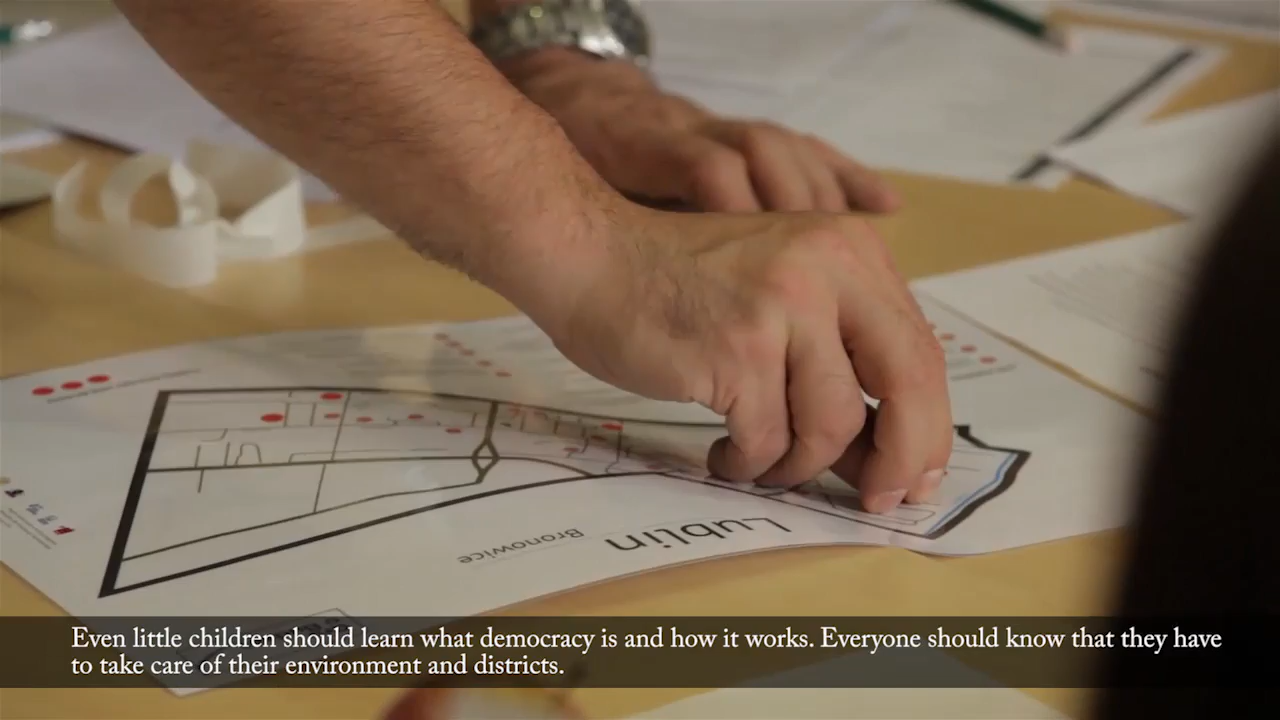 Lublin
Bronowice
Even little children should learn what democracy is and how it works. Everyone should know that they have
to take care of their environment and districts.